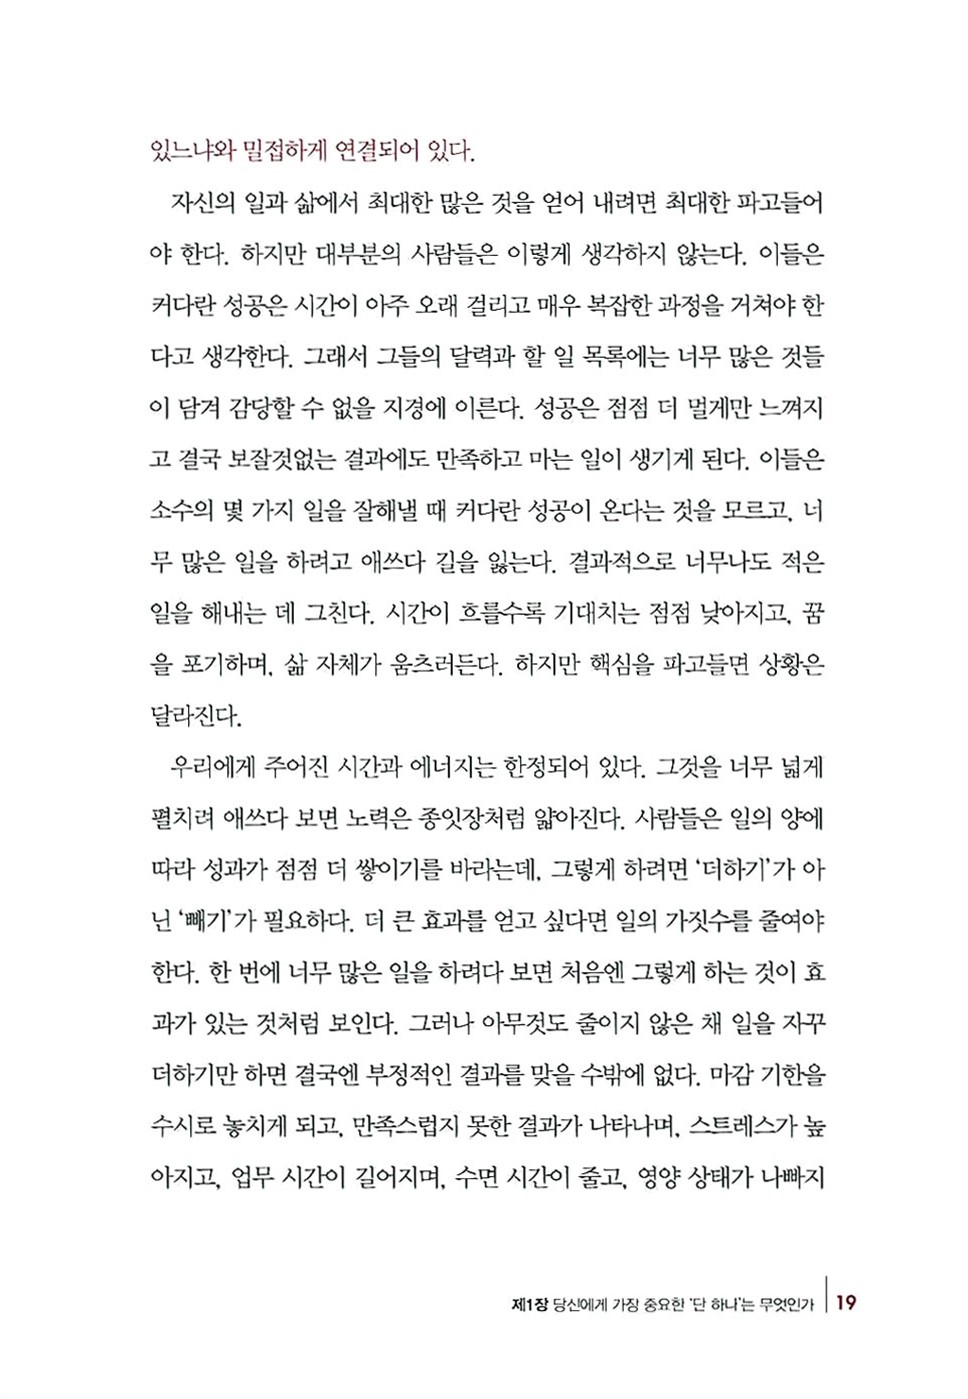 있느냐와 밀접하게 연결되어 있다.
자신의 일과 삶에서 최대한 많은 것을 얻어 내려면 최대한 파고들어
야 한다. 하지만 대부분의 사람들은 이렇게 생각하지 않는다. 이들은
커다란 성공은 시간이 아주 오래 걸리고 매우 복잡한 과정을 거쳐야 한
다고 생각한다. 그래서 그들의 달력과 할 일 목록에는 너무 많은 것들
이 담겨 감당할 수 없을 지경에 이른다. 성공은 점점 더 멀게만 느껴지
고 결국 보잘것없는 결과에도 만족하고 마는 일이 생기게 된다. 이들은
소수의 몇 가지 일을 잘해낼 때 커다란 성공이 온다는 것을 모르고, 너
무 많은 일을 하려고 애쓰다 길을 잃는다. 결과적으로 너무나도 적은
일을 해내는 데 그친다. 시간이 흐를수록 기대치는 점점 낮아지고, 꿈
을 포기하며, 삶 자체가 움츠러든다. 하지만 핵심을 파고들면 상황은
달라진다.
우리에게 주어진 시간과 에너지는 한정되어 있다. 그것을 너무 넓게
펼치려 애쓰다 보면 노력은 종잇장처럼 얇아진다. 사람들은 일의 양에
따라 성과가 점점 더 쌓이기를 바라는데, 그렇게 하려면 ‘더하기’가 아
닌 ‘빼기’가 필요하다. 더 큰 효과를 얻고 싶다면 일의 가짓수를 줄여야
한다. 한 번에 너무 많은 일을 하려다 보면 처음엔 그렇게 하는 것이 효
과가 있는 것처럼 보인다. 그러나 아무것도 줄이지 않은 채 일을 자꾸
더하기만 하면 결국엔 부정적인 결과를 맞을 수밖에 없다. 마감 기한을
수시로 놓치게 되고, 만족스럽지 못한 결과가 나타나며, 스트레스가 높
아지고, 업무 시간이 길어지며, 수면 시간이 줄고, 영양 상태가 나빠지
제1장 당신에게 가장 중요한 ‘단 하나’는 무엇인가 19